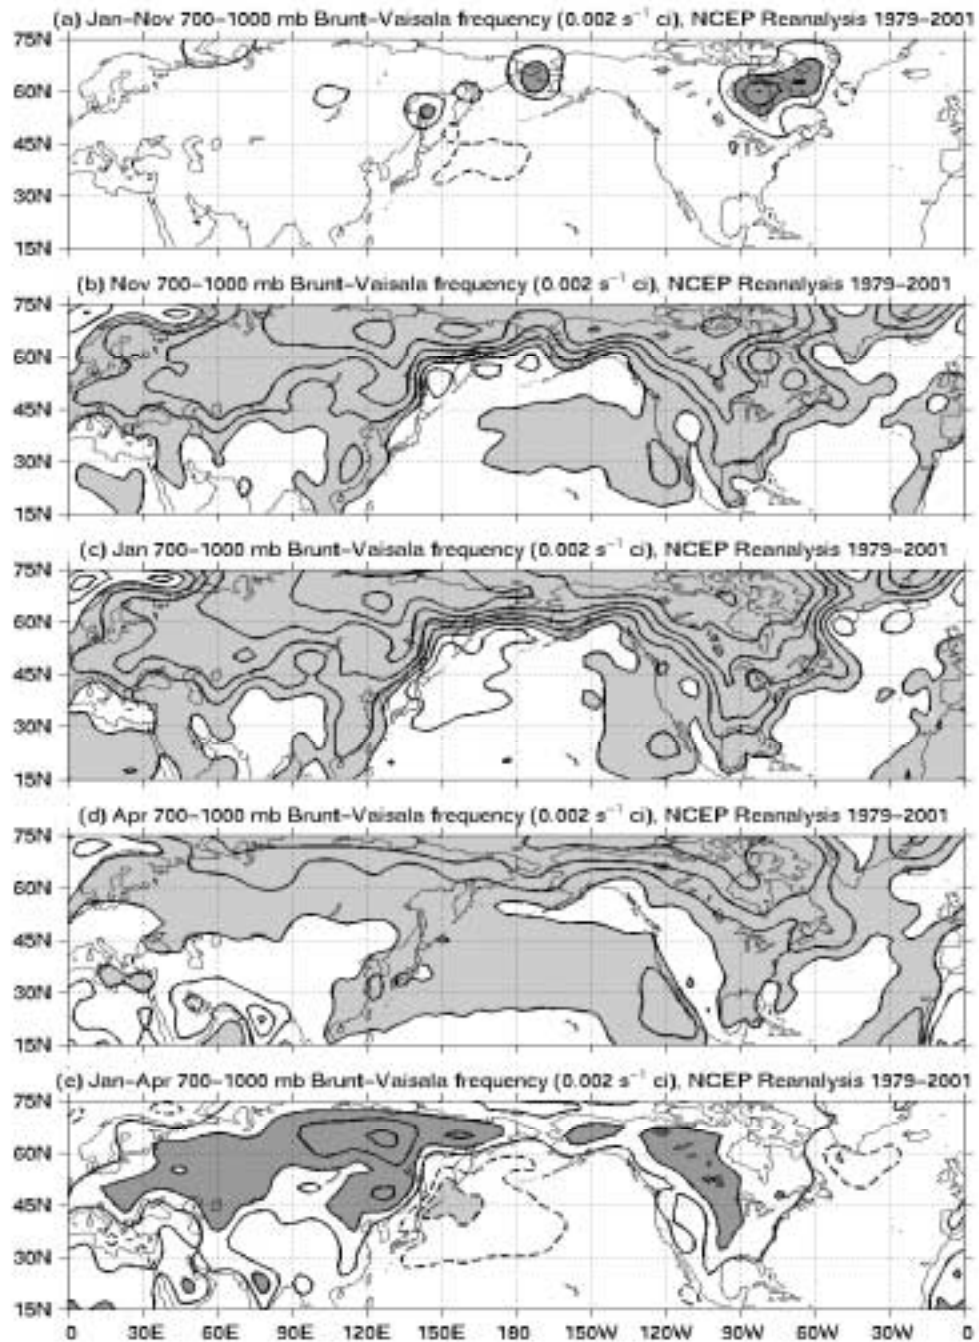 (a) Jan-Nov 700-1000 mb Brunt-Vaisala frequency (0.002 s⁻¹ ci), NCEP Reanalysis 1979-2001
75N
60N
45N
30N
15N
(b) Nov 700-1000 mb Brunt-Vaisala frequency (0.002 s⁻¹ ci), NCEP Reanalysis 1979-2001
75N
60N
45N
30N
15N
(c) Jan 700-1000 mb Brunt-Vaisala frequency (0.002 s⁻¹ ci), NCEP Reanalysis 1979-2001
75N
60N
45N
30N
15N
(d) Apr 700-1000 mb Brunt-Vaisala frequency (0.002 s⁻¹ ci), NCEP Reanalysis 1979-2001
75N
60N
45N
30N
15N
(e) Jan-Apr 700-1000 mb Brunt-Vaisala frequency (0.002 s⁻¹ ci), NCEP Reanalysis 1979-2001
75N
60N
45N
30N
15N
0 30E 60E 90E 120E 150E 180 150W 120W 90W 60W 30W 0